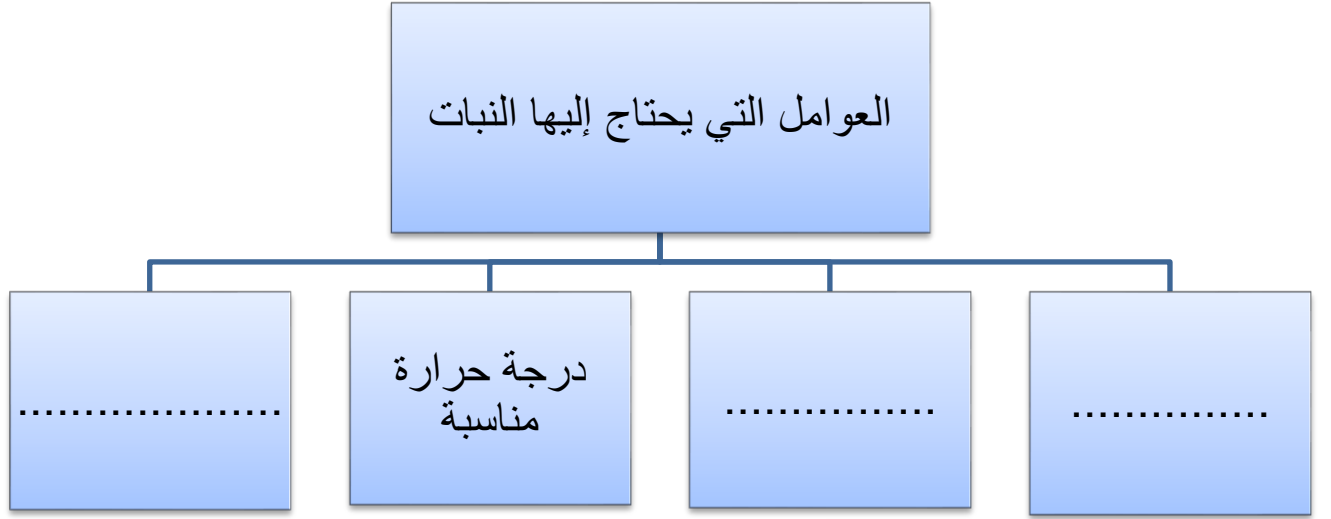 العوامل التي يحتاج إليها النبات
...............
................
درجة حرارة
مناسبة
....................